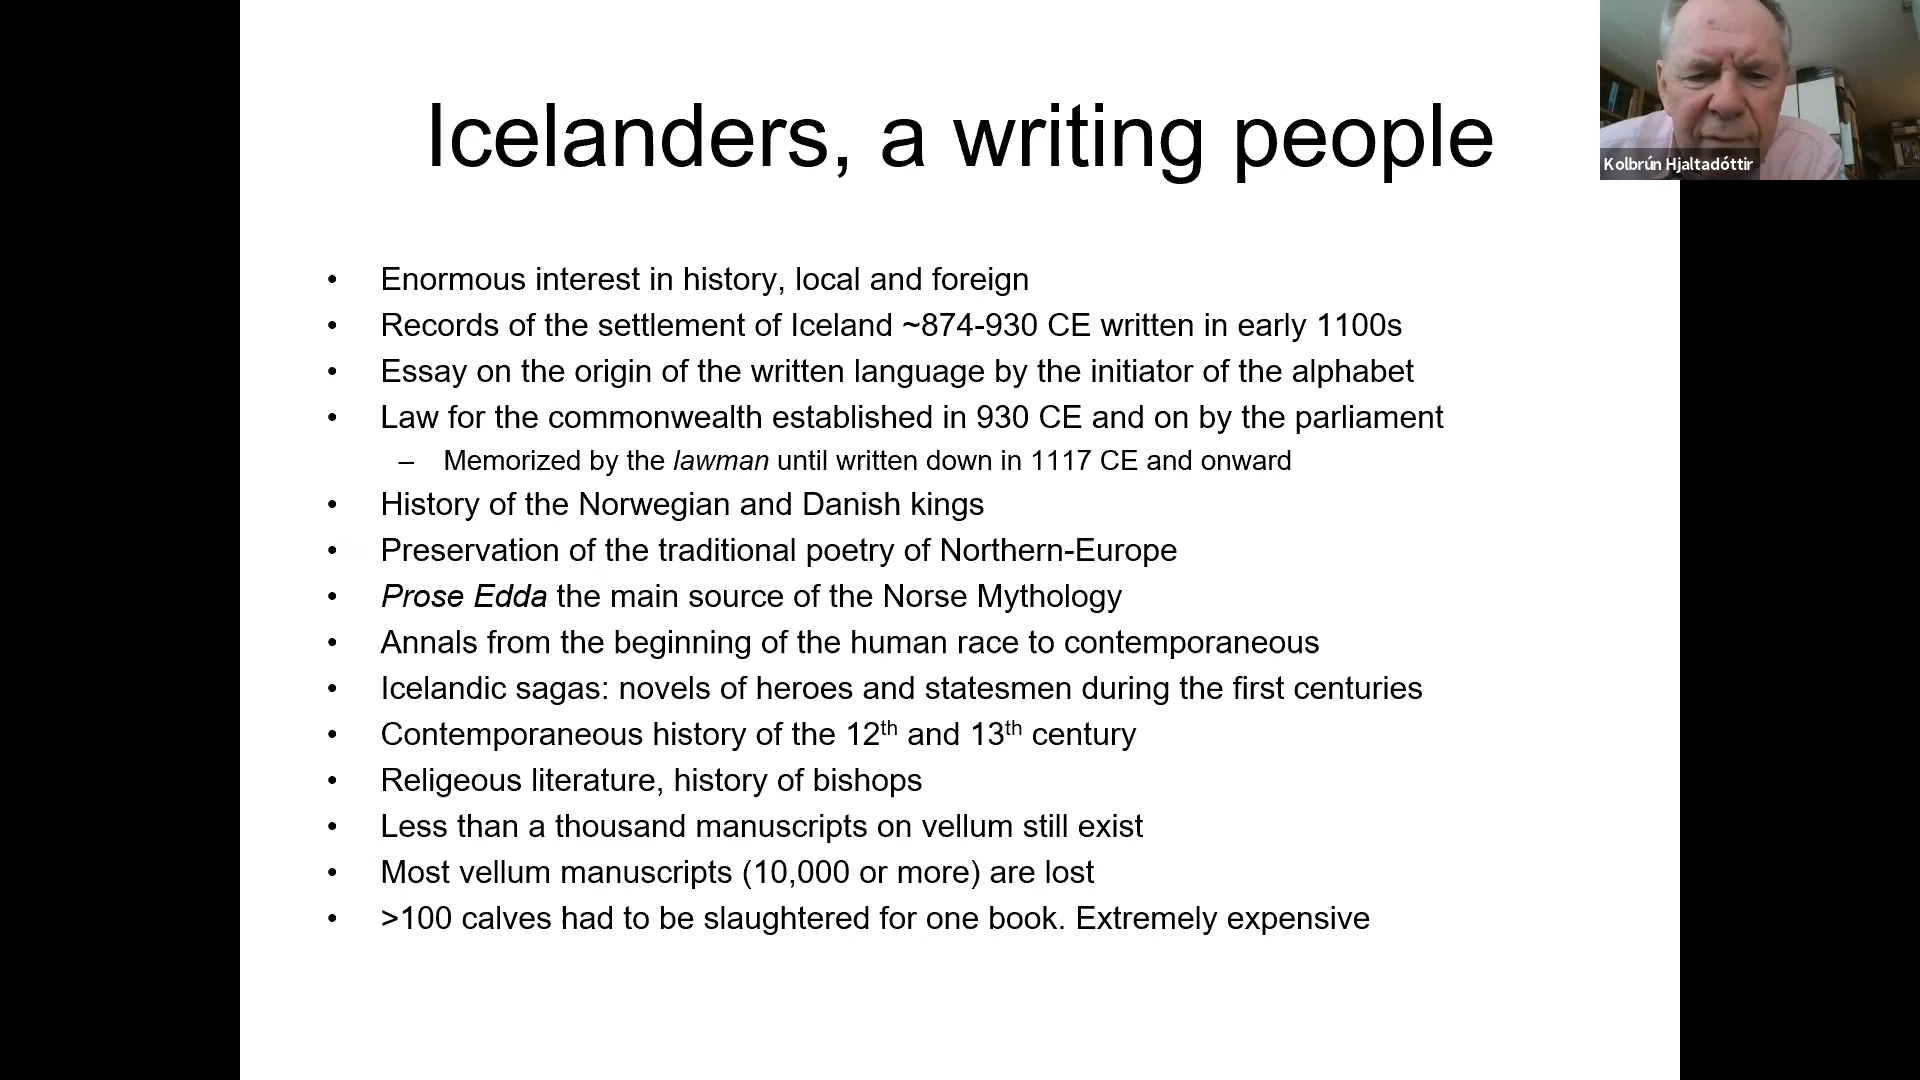 Icelanders, a writing people
Kolbrún Hjaltadóttir
• Enormous interest in history, local and foreign
• Records of the settlement of Iceland ~874-930 CE written in early 1100s
• Essay on the origin of the written language by the initiator of the alphabet
• Law for the commonwealth established in 930 CE and on by the parliament
– Memorized by the lawman until written down in 1117 CE and onward
• History of the Norwegian and Danish kings
• Preservation of the traditional poetry of Northern-Europe
• Prose Edda the main source of the Norse Mythology
• Annals from the beginning of the human race to contemporaneous
• Icelandic sagas: novels of heroes and statesmen during the first centuries
• Contemporaneous history of the 12th and 13th century
• Religeous literature, history of bishops
• Less than a thousand manuscripts on vellum still exist
• Most vellum manuscripts (10,000 or more) are lost
• >100 calves had to be slaughtered for one book. Extremely expensive